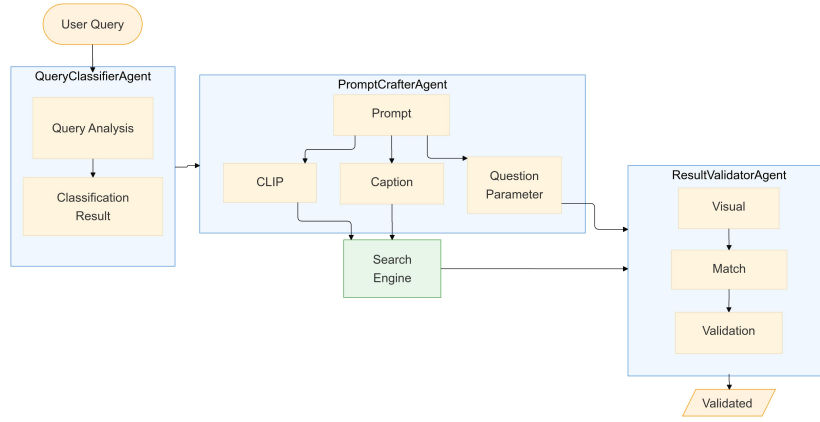 User Query
QueryClassifierAgent
Query Analysis
Classification
Result
PromptCrafterAgent
Prompt
CLIP
Caption
Question
Parameter
Search
Engine
ResultValidatorAgent
Visual
Match
Validation
Validated